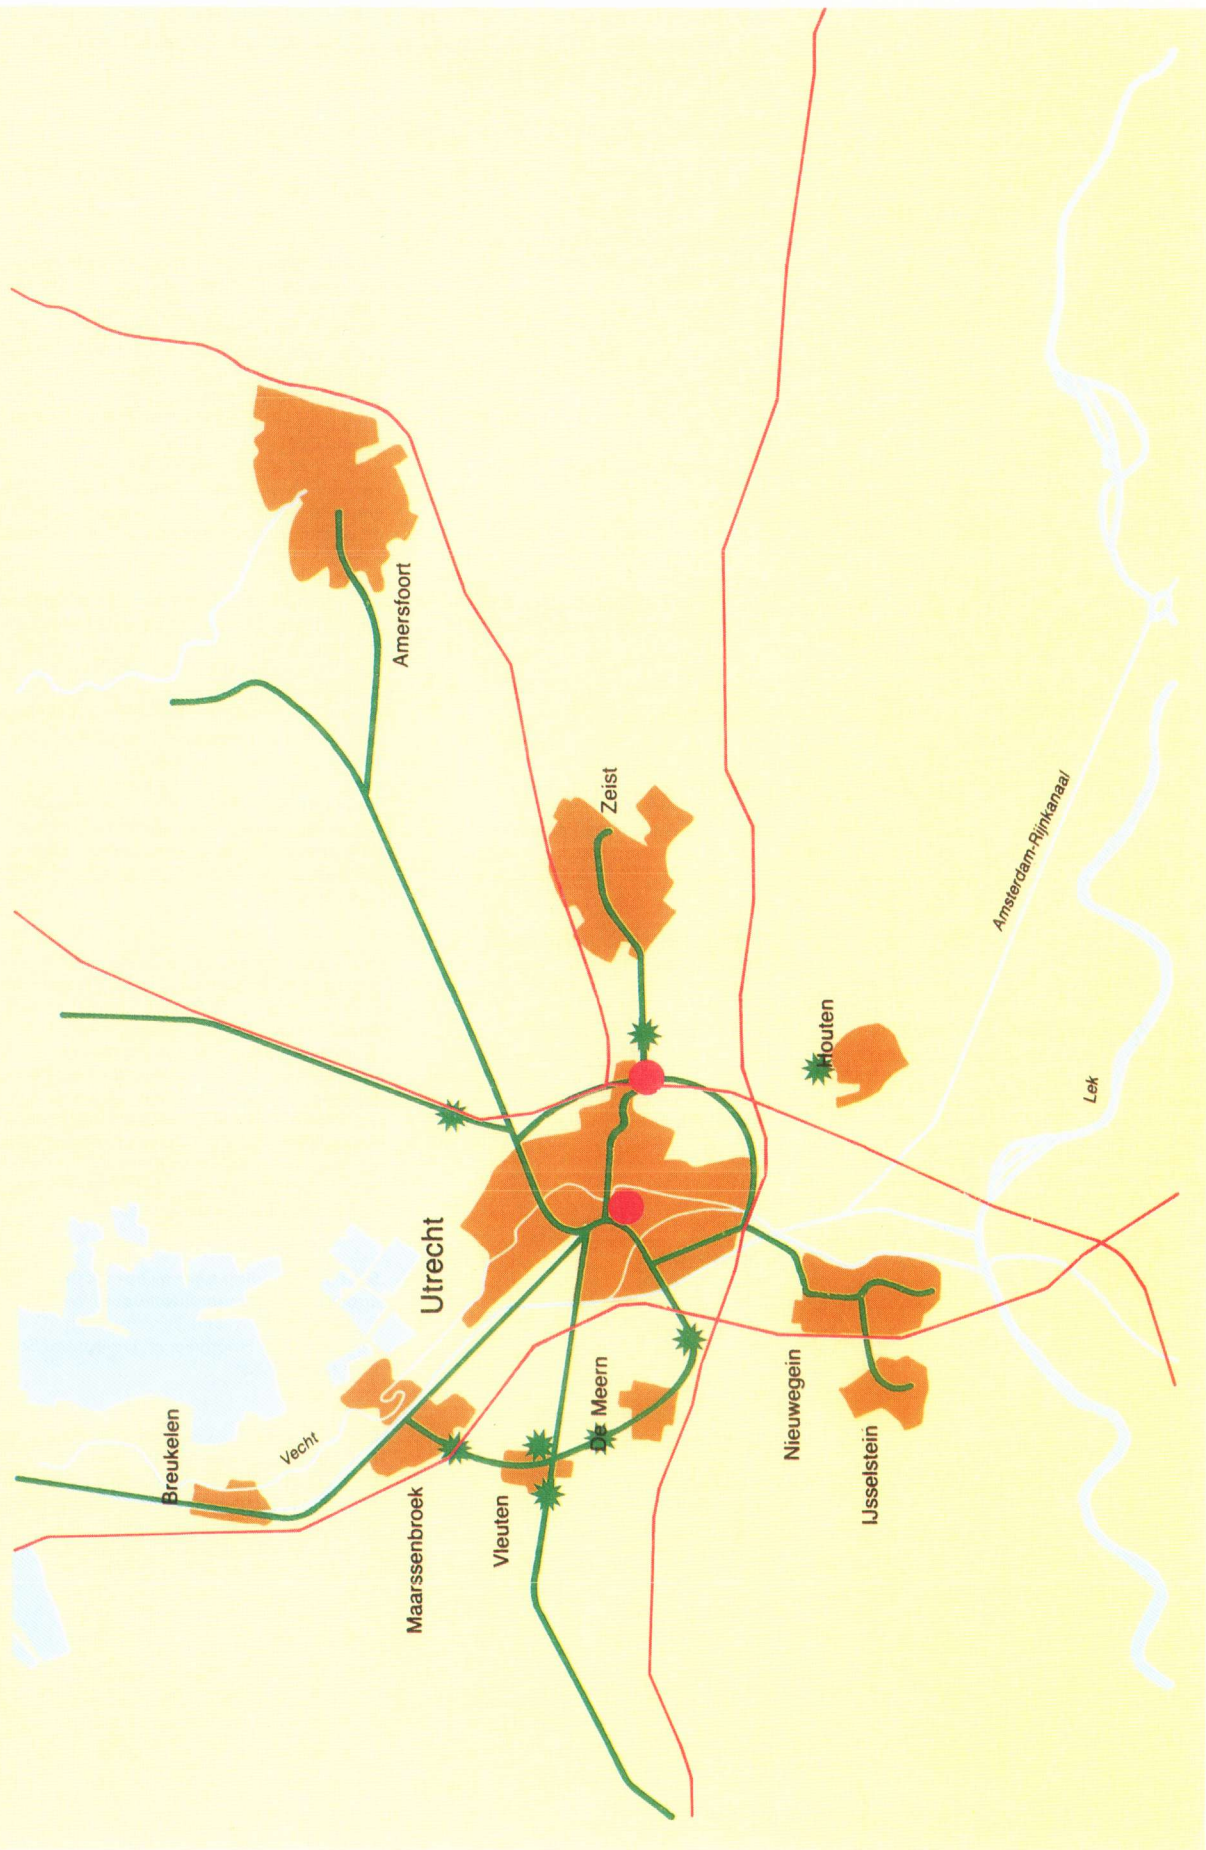 Breukelen
Vecht
Maarssenbroek
Vleuten
De Meern
Utrecht
Nieuwegein
IJsselstein
Houten
Zeist
Amersfoort
Lek
Amsterdam-Rijnkanaal